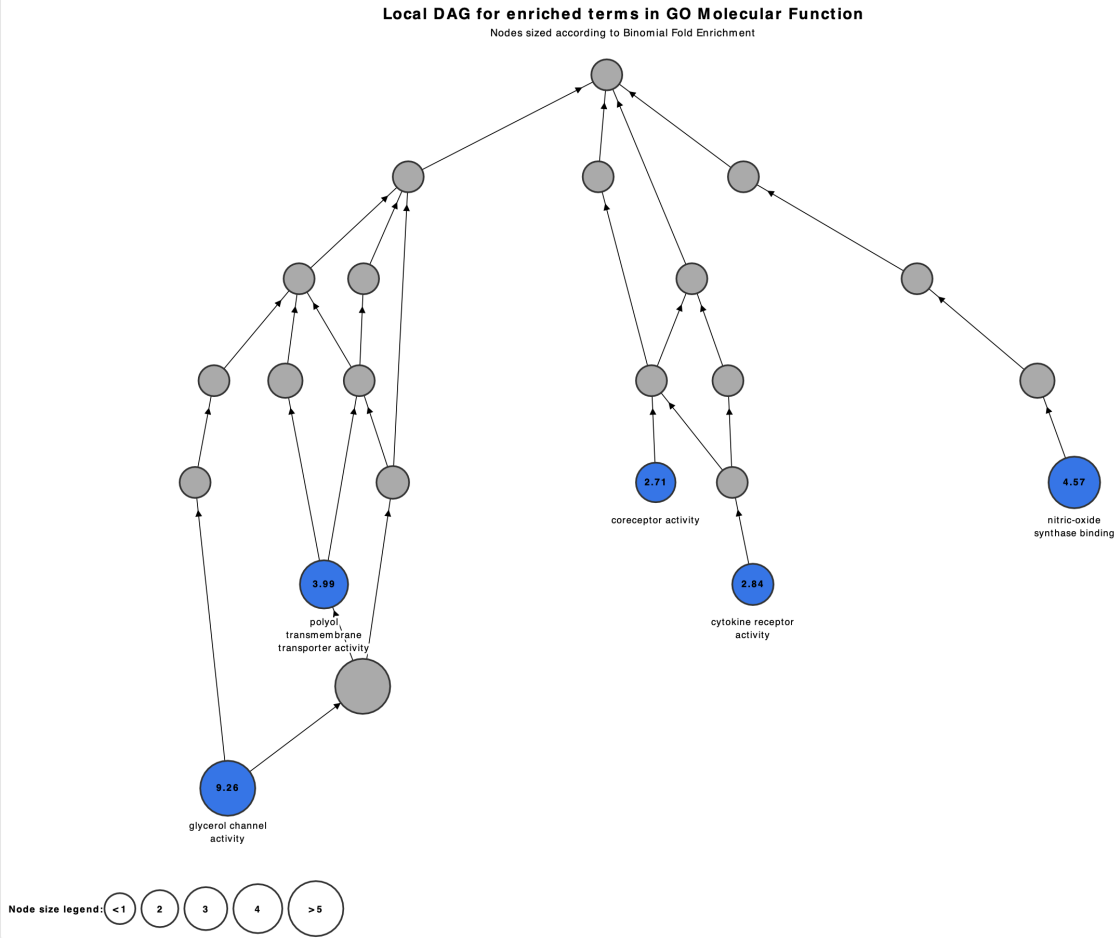 Local DAG for enriched terms in GO Molecular Function
Nodes sized according to Binomial Fold Enrichment
2.71
4.57
coreceptor activity
nitric-oxide
synthase binding
3.99
2.84
polyol
transmembrane
transporter activity
cytokine receptor
activity
9.26
glycerol channel
activity
Node size legend: <1 2 3 4 >5